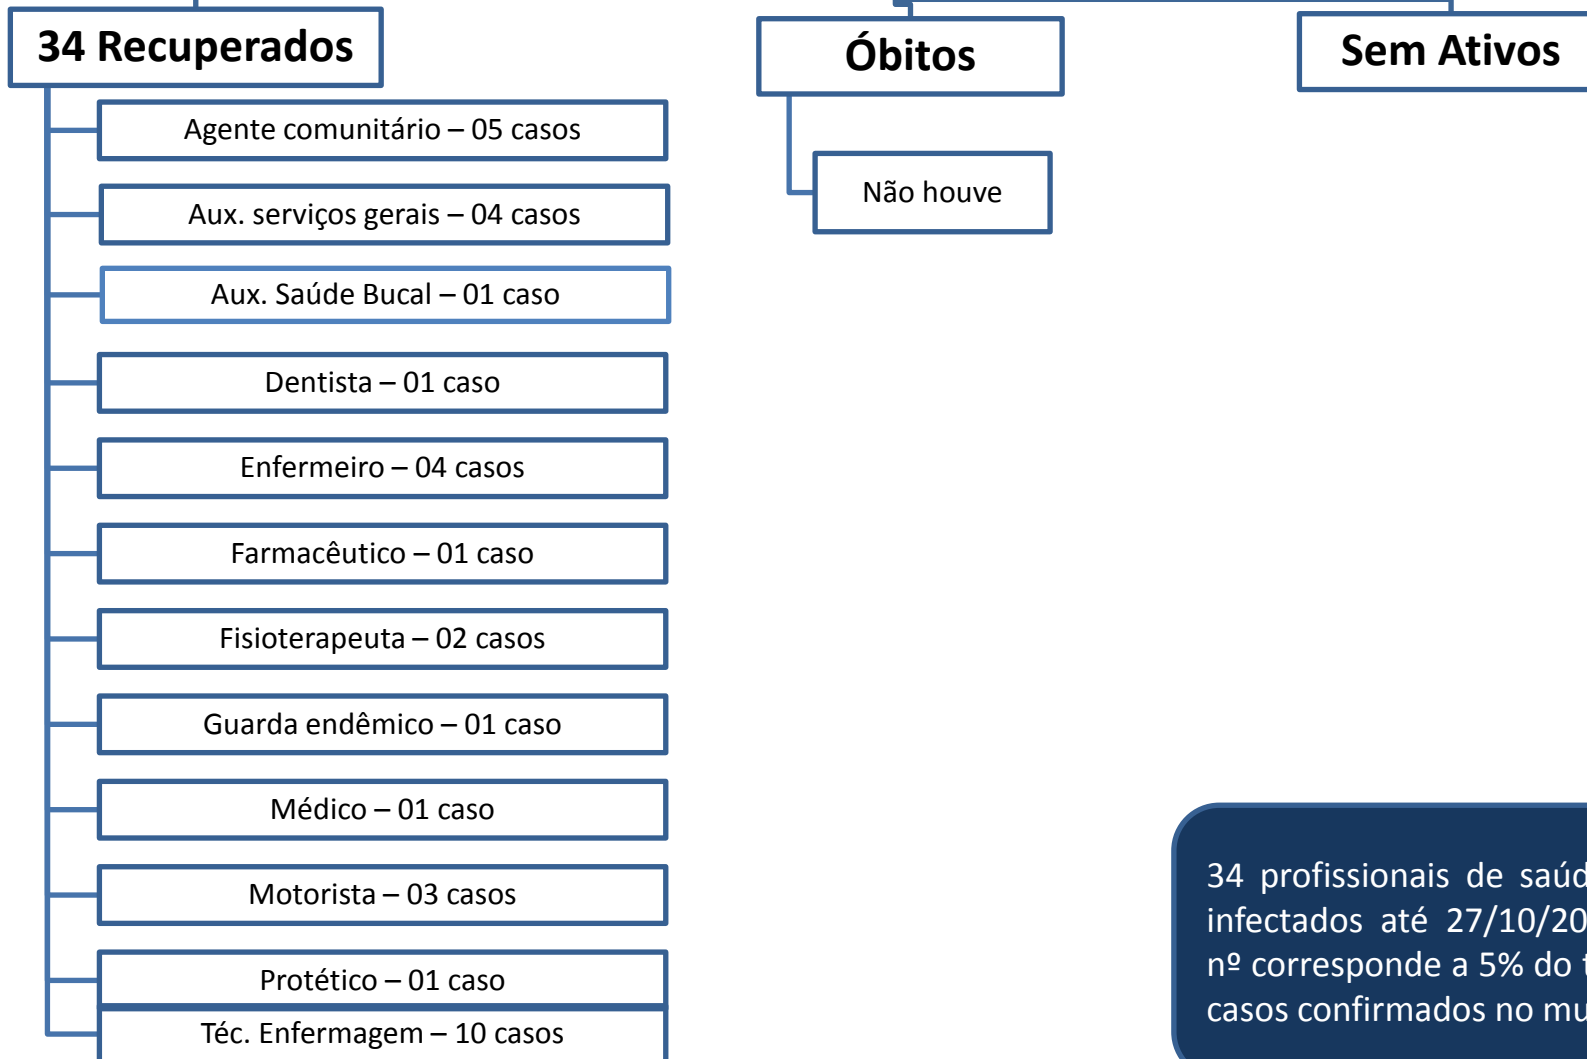 34 Recuperados
Agente comunitário – 05 casos
Aux. serviços gerais – 04 casos
Aux. Saúde Bucal – 01 caso
Dentista – 01 caso
Enfermeiro – 04 casos
Farmacêutico – 01 caso
Fisioterapeuta – 02 casos
Guarda endêmico – 01 caso
Médico – 01 caso
Motorista – 03 casos
Protético – 01 caso
Téc. Enfermagem – 10 casos
Óbitos
Não houve
Sem Ativos
34 profissionais de
infectados até
nº corresponde a 5% do
casos confirmados no